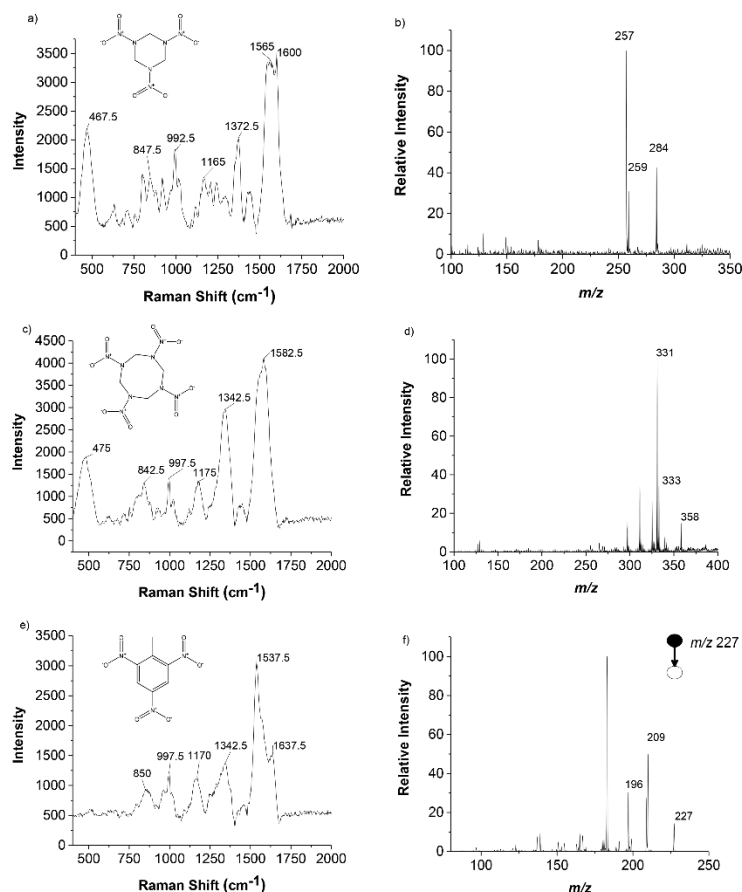 a)
O
O
⁻O
N⁺
N
N
N⁺
O⁻
N
N⁺
⁻O
O
467.5
847.5
992.5
1165
1372.5
1565
1600
3500
3000
2500
2000
1500
1000
500
0
Intensity
500 750 1000 1250 1500 1750 2000
Raman Shift (cm⁻¹)
b)
257
259
284
100
80
60
40
20
0
Relative Intensity
100 150 200 250 300 350
m/z
c)
475
842.5
997.5
1175
1342.5
1582.5
4500
4000
3500
3000
2500
2000
1500
1000
500
0
Intensity
500 750 1000 1250 1500 1750 2000
Raman Shift (cm⁻¹)
d)
331
333
358
100
80
60
40
20
0
Relative Intensity
100 150 200 250 300 350 400
m/z
e)
O
O
⁻O
N⁺
N⁺
O⁻
N⁺
O
O⁻
850
997.5
1170
1342.5
1537.5
1637.5
3500
3000
2500
2000
1500
1000
500
0
Intensity
500 750 1000 1250 1500 1750 2000
Raman Shift (cm⁻¹)
f)
m/z 227
196
209
227
100
80
60
40
20
0
Relative Intensity
80 100 150 200 250
m/z